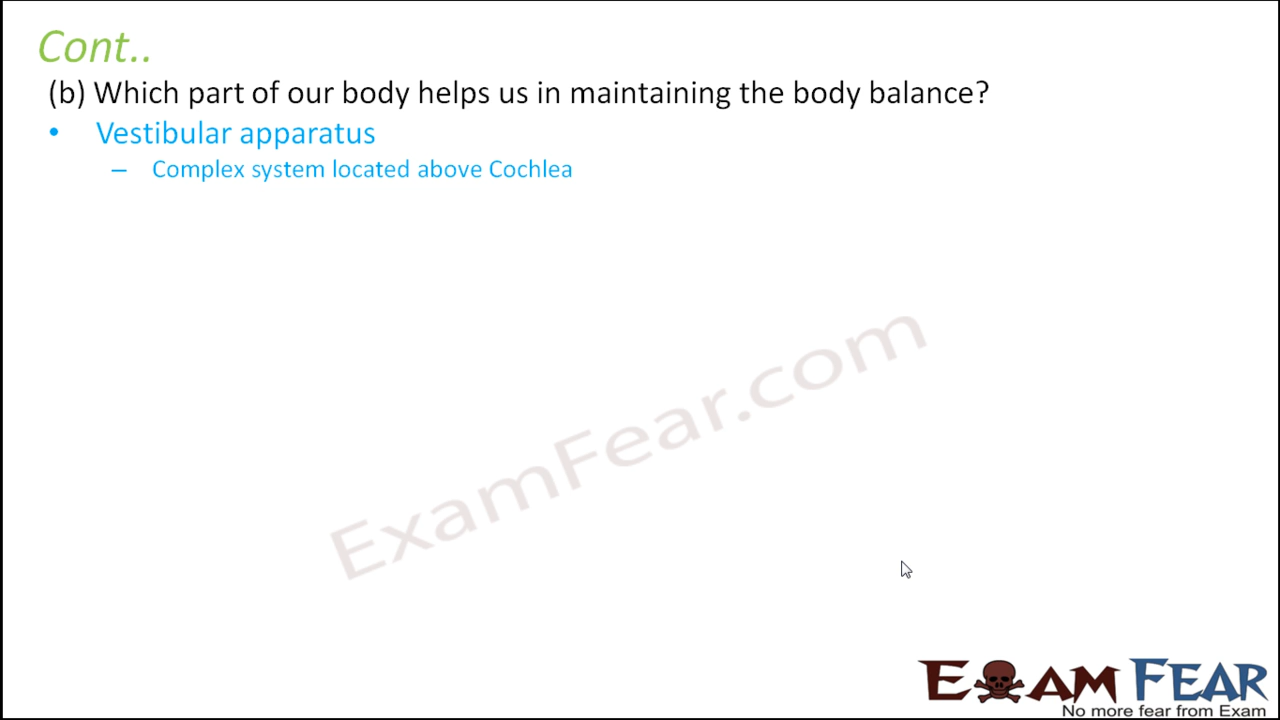 Cont..
(b) Which part of our body helps us in maintaining the body balance?
• Vestibular apparatus
– Complex system located above Cochlea
ExamFear.com
EXAM FEAR
No more fear from Exam